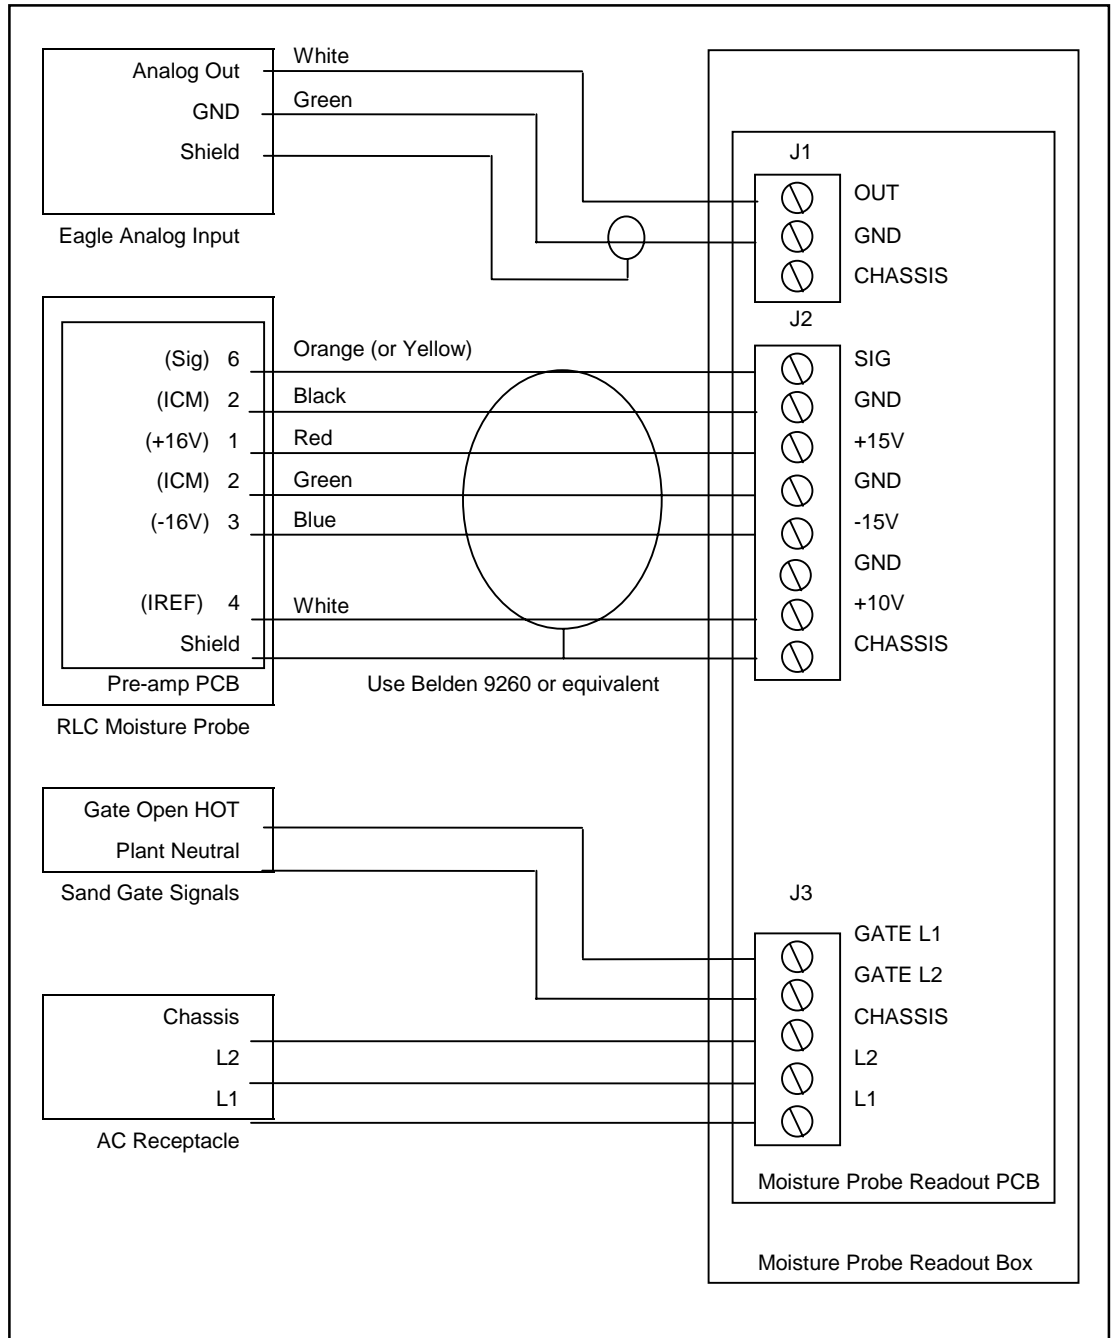 Analog Out
White
GND
Green
Shield
Eagle Analog Input
J1
OUT
GND
CHASSIS
J2
(Sig) 6
Orange (or Yellow)
SIG
(ICM) 2
Black
GND
(+16V) 1
Red
+15V
(ICM) 2
Green
GND
(-16V) 3
Blue
-15V
GND
(IREF) 4
White
+10V
Shield
CHASSIS
Pre-amp PCB
Use Belden 9260 or equivalent
RLC Moisture Probe
Gate Open HOT
Plant Neutral
Sand Gate Signals
J3
GATE L1
GATE L2
Chassis
CHASSIS
L2
L2
L1
L1
AC Receptacle
Moisture Probe Readout PCB
Moisture Probe Readout Box